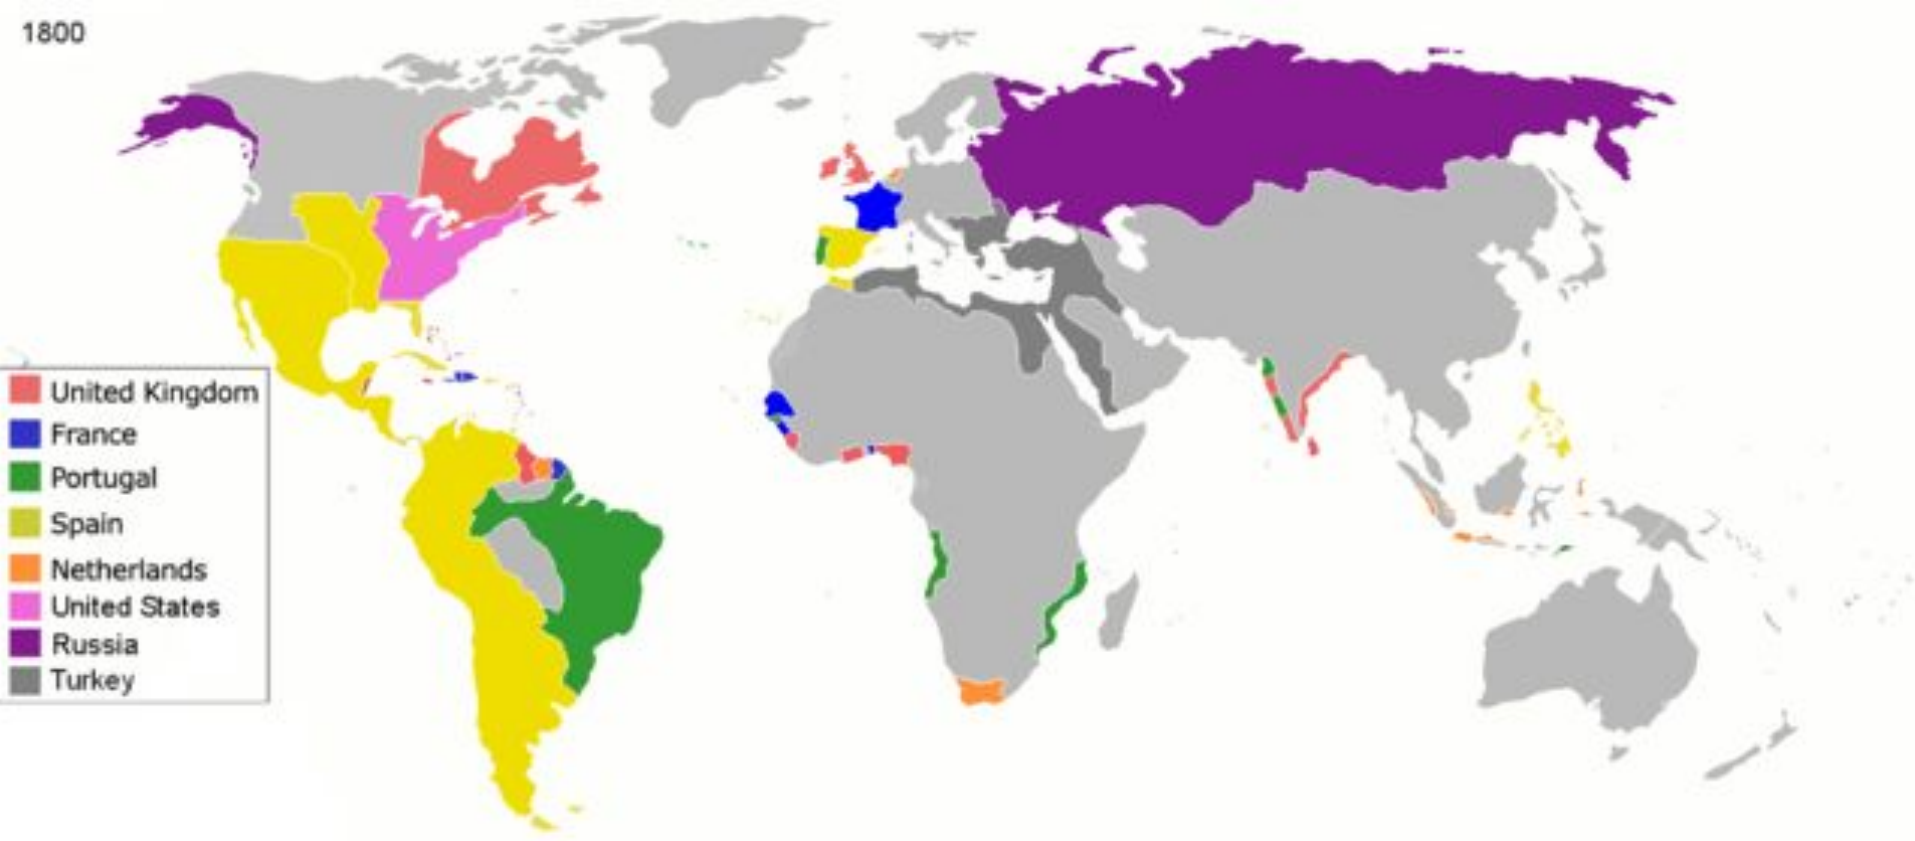 1800
United Kingdom
France
Portugal
Spain
Netherlands
United States
Russia
Turkey